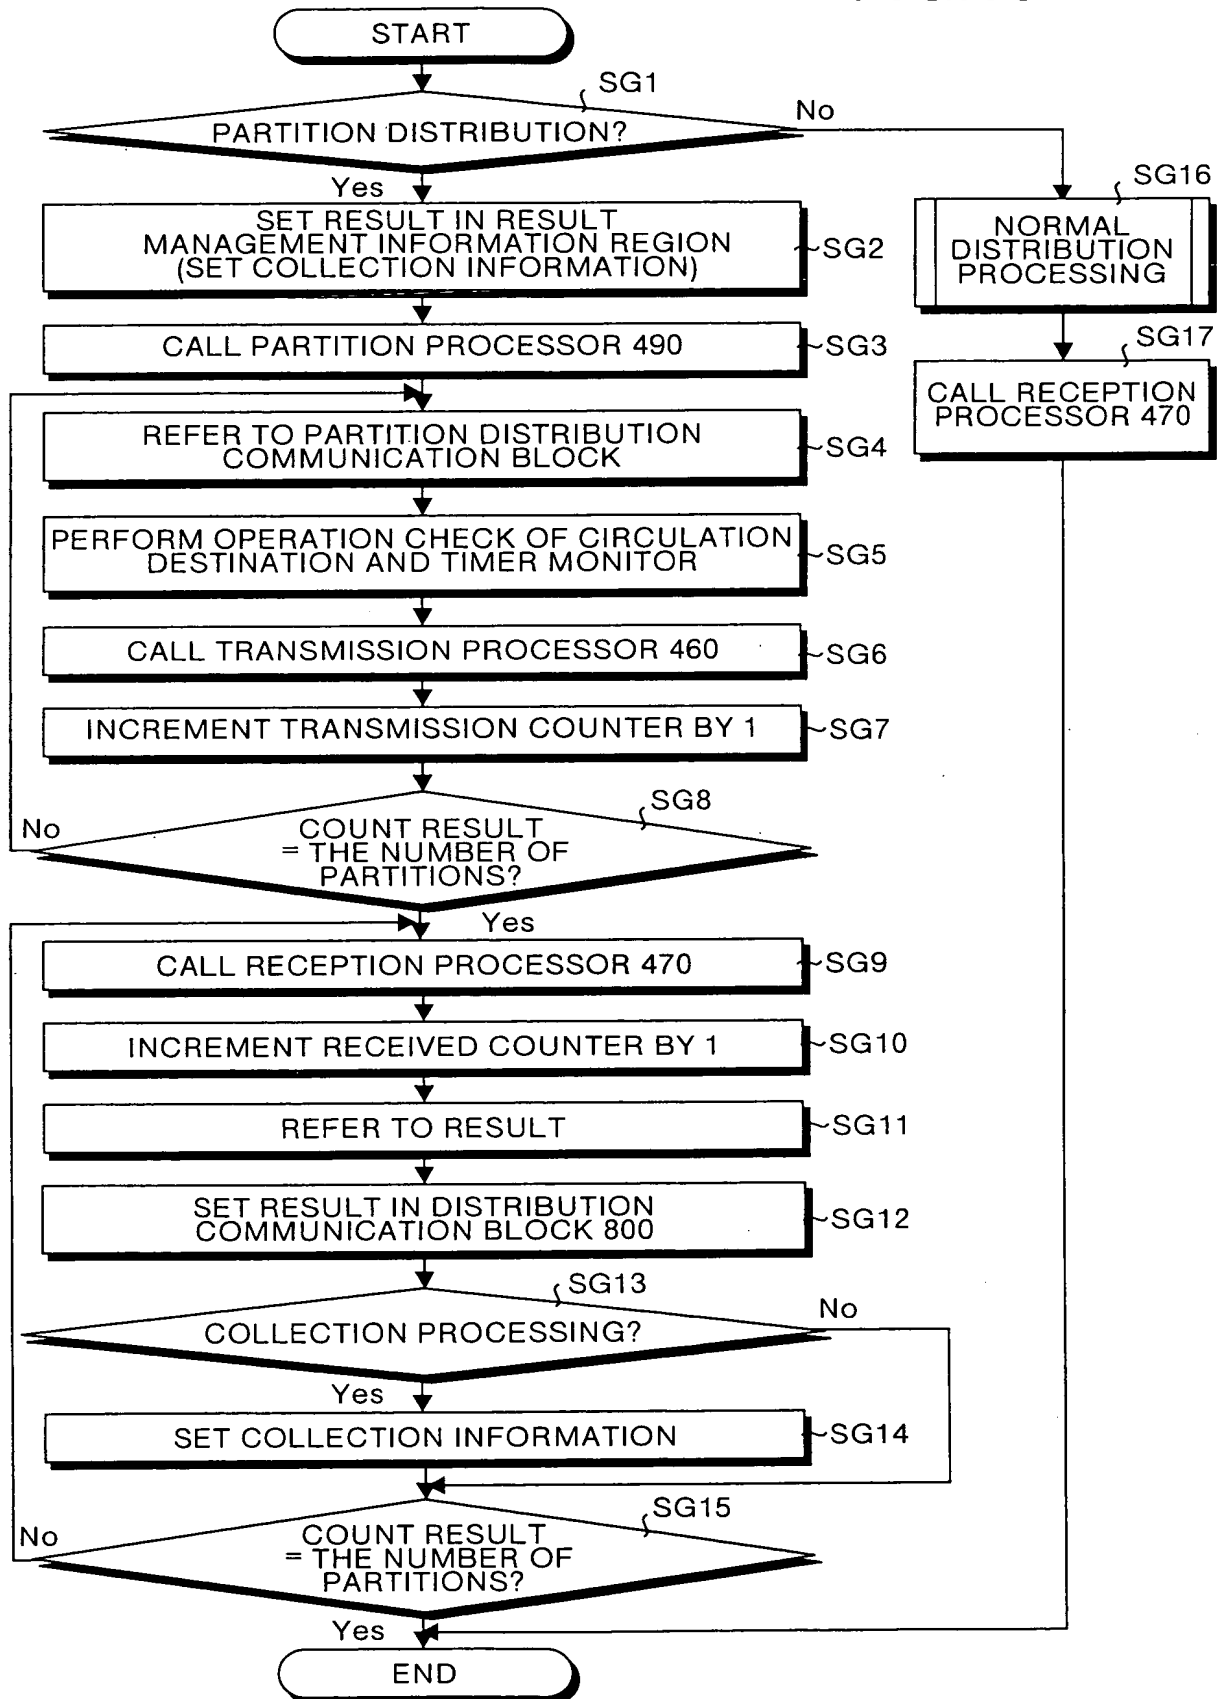 START
SG1
PARTITION DISTRIBUTION?
No
Yes
SET RESULT IN RESULT
MANAGEMENT INFORMATION REGION
(SET COLLECTION INFORMATION)
SG2
SG16
NORMAL
DISTRIBUTION
PROCESSING
CALL PARTITION PROCESSOR 490
SG3
SG17
CALL RECEPTION
PROCESSOR 470
REFER TO PARTITION DISTRIBUTION
COMMUNICATION BLOCK
SG4
PERFORM OPERATION CHECK OF CIRCULATION
DESTINATION AND TIMER MONITOR
SG5
CALL TRANSMISSION PROCESSOR 460
SG6
INCREMENT TRANSMISSION COUNTER BY 1
SG7
SG8
No
COUNT RESULT
= THE NUMBER OF
PARTITIONS?
Yes
CALL RECEPTION PROCESSOR 470
SG9
INCREMENT RECEIVED COUNTER BY 1
SG10
REFER TO RESULT
SG11
SET RESULT IN DISTRIBUTION
COMMUNICATION BLOCK 800
SG12
SG13
COLLECTION PROCESSING?
No
Yes
SET COLLECTION INFORMATION
SG14
SG15
No
COUNT RESULT
= THE NUMBER OF
PARTITIONS?
Yes
END